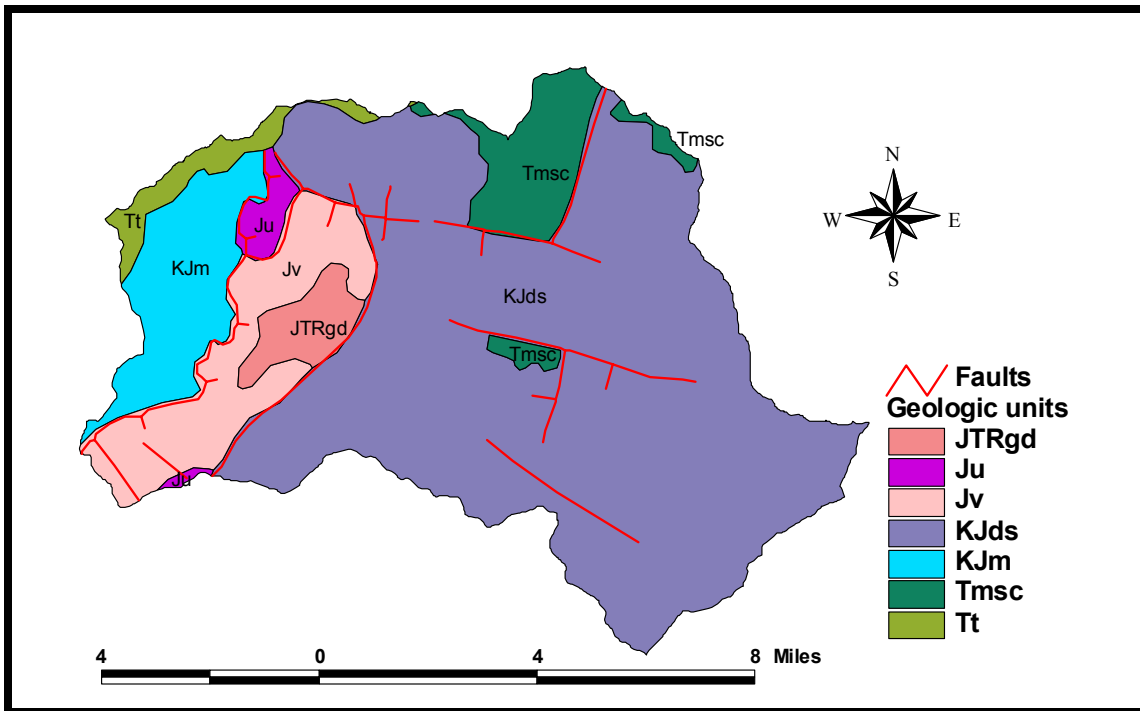 Tmsc
Tmsc
N
Tt
Ju
W
E
KJm
Jv
S
KJds
JTRgd
Tmsc
Ju
Faults
Geologic units
JTRgd
Ju
Jv
KJds
KJm
Tmsc
Tt
4 0 4 8 Miles